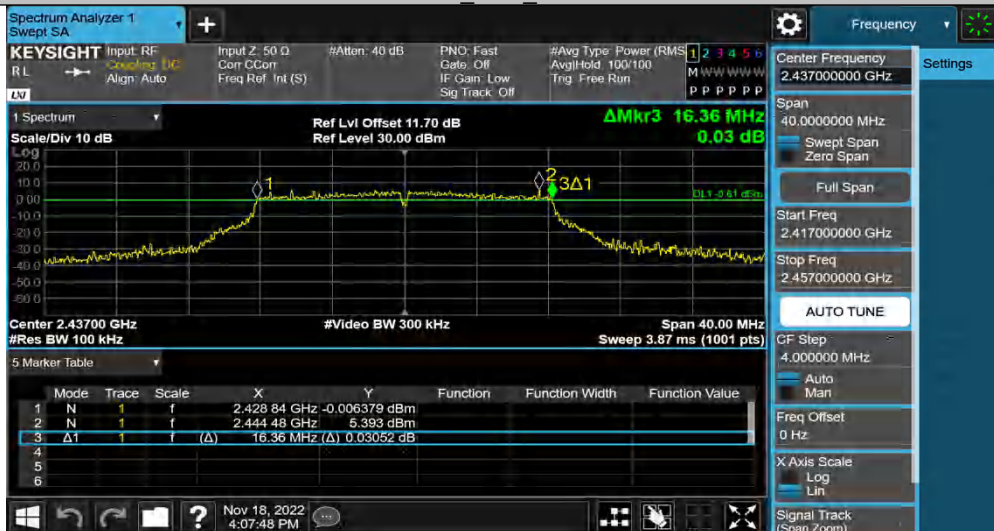 Spectrum Analyzer 1
Swept SA
Frequency
KEYSIGHT Input: RF Input Z: 50 Ω #Atten: 40 dB PNO: Fast #Avg Type: Power (RMS 1 2 3 4 5 6
RL Coupling: DC Corr CCorr Gate: Off Avg|Hold: 100/100 M W W W W W
Align: Auto Freq Ref: Int (S) IF Gain: Low Trig: Free Run
LXI Sig Track: Off P P P P P P
1 Spectrum Ref Lvl Offset 11.70 dB ΔMkr3 16.36 MHz
Scale/Div 10 dB Ref Level 30.00 dBm 0.03 dB
Log
20.0
10.0
0.00
-10.0
-20.0
-30.0
-40.0
-50.0
-60.0
1
2
3Δ1
DL1 -0.61 dBm
Center 2.43700 GHz #Video BW 300 kHz Span 40.00 MHz
#Res BW 100 kHz Sweep 3.87 ms (1001 pts)
5 Marker Table
Mode Trace Scale X Y Function Function Width Function Value
1 N 1 f 2.428 84 GHz -0.006379 dBm
2 N 1 f 2.444 48 GHz 5.393 dBm
3 Δ1 1 f (Δ) 16.36 MHz (Δ) 0.03052 dB
4
5
6
?
Nov 18, 2022
4:07:48 PM
Center Frequency
2.437000000 GHz
Settings
Span
40.0000000 MHz
Swept Span
Zero Span
Full Span
Start Freq
2.417000000 GHz
Stop Freq
2.457000000 GHz
AUTO TUNE
CF Step
4.000000 MHz
Auto
Man
Freq Offset
0 Hz
X Axis Scale
Log
Lin
Signal Track
(Span Zoom)